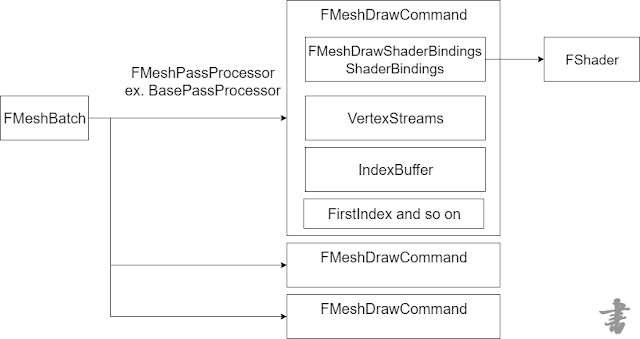 FMeshDrawCommand
FMeshDrawShaderBindings
ShaderBindings
FShader
FMeshPassProcessor
ex. BasePassProcessor
FMeshBatch
VertexStreams
IndexBuffer
FirstIndex and so on
FMeshDrawCommand
FMeshDrawCommand
書